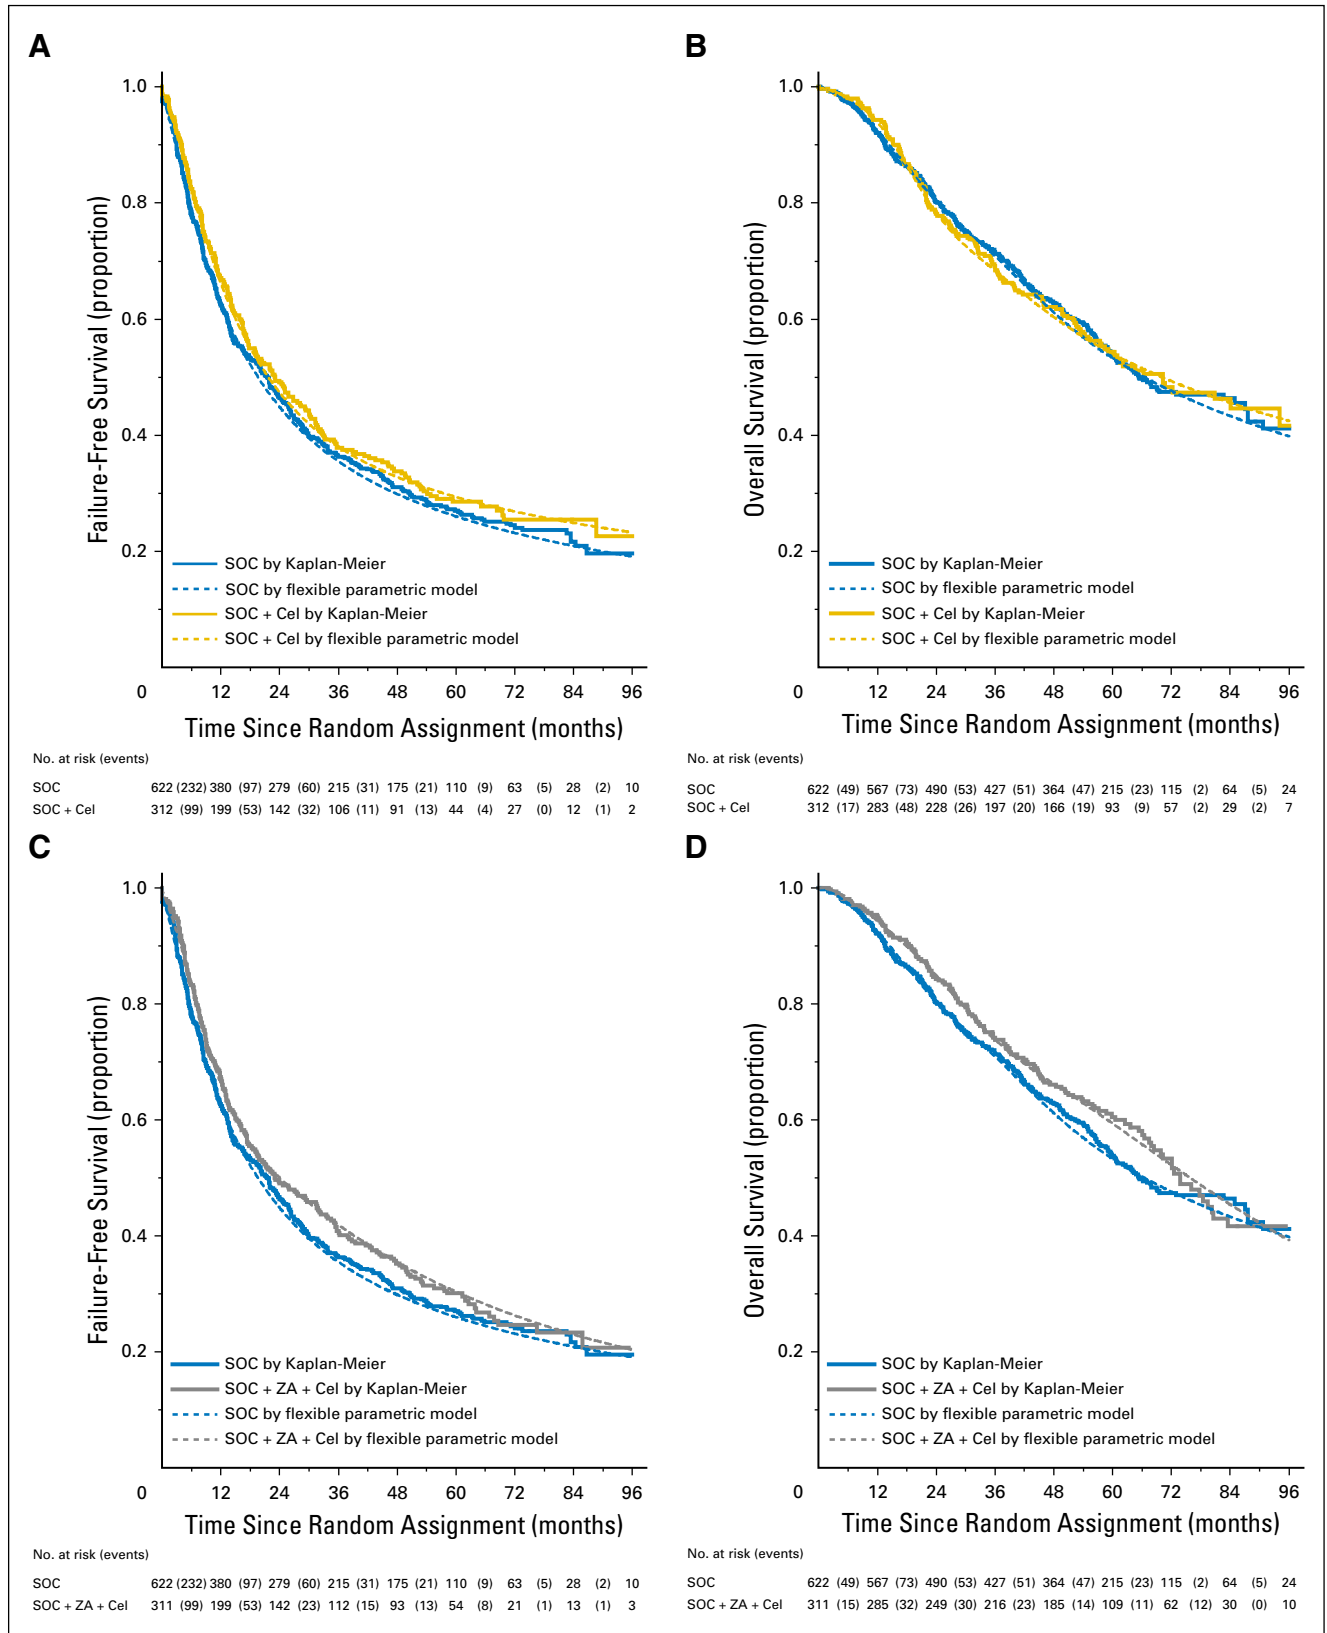 A
Failure-Free Survival (proportion)
1.0
0.8
0.6
0.4
0.2
SOC by Kaplan-Meier
SOC by flexible parametric model
SOC + Cel by Kaplan-Meier
SOC + Cel by flexible parametric model
0 12 24 36 48 60 72 84 96
Time Since Random Assignment (months)
No. at risk (events)
SOC 622 (232) 380 (97) 279 (60) 215 (31) 175 (21) 110 (9) 63 (5) 28 (2) 10
SOC + Cel 312 (99) 199 (53) 142 (32) 106 (11) 91 (13) 44 (4) 27 (0) 12 (1) 2
B
Overall Survival (proportion)
1.0
0.8
0.6
0.4
0.2
SOC by Kaplan-Meier
SOC by flexible parametric model
SOC + Cel by Kaplan-Meier
SOC + Cel by flexible parametric model
0 12 24 36 48 60 72 84 96
Time Since Random Assignment (months)
No. at risk (events)
SOC 622 (49) 567 (73) 490 (53) 427 (51) 364 (47) 215 (23) 115 (2) 64 (5) 24
SOC + Cel 312 (17) 283 (48) 228 (26) 197 (20) 166 (19) 93 (9) 57 (2) 29 (2) 7
C
Failure-Free Survival (proportion)
1.0
0.8
0.6
0.4
0.2
SOC by Kaplan-Meier
SOC + ZA + Cel by Kaplan-Meier
SOC by flexible parametric model
SOC + ZA + Cel by flexible parametric model
0 12 24 36 48 60 72 84 96
Time Since Random Assignment (months)
No. at risk (events)
SOC 622 (232) 380 (97) 279 (60) 215 (31) 175 (21) 110 (9) 63 (5) 28 (2) 10
SOC + ZA + Cel 311 (99) 199 (53) 142 (23) 112 (15) 93 (13) 54 (8) 21 (1) 13 (1) 3
D
Overall Survival (proportion)
1.0
0.8
0.6
0.4
0.2
SOC by Kaplan-Meier
SOC + ZA + Cel by Kaplan-Meier
SOC by flexible parametric model
SOC + ZA + Cel by flexible parametric model
0 12 24 36 48 60 72 84 96
Time Since Random Assignment (months)
No. at risk (events)
SOC 622 (49) 567 (73) 490 (53) 427 (51) 364 (47) 215 (23) 115 (2) 64 (5) 24
SOC + ZA + Cel 311 (15) 285 (32) 249 (30) 216 (23) 185 (14) 109 (11) 62 (12) 30 (0) 10